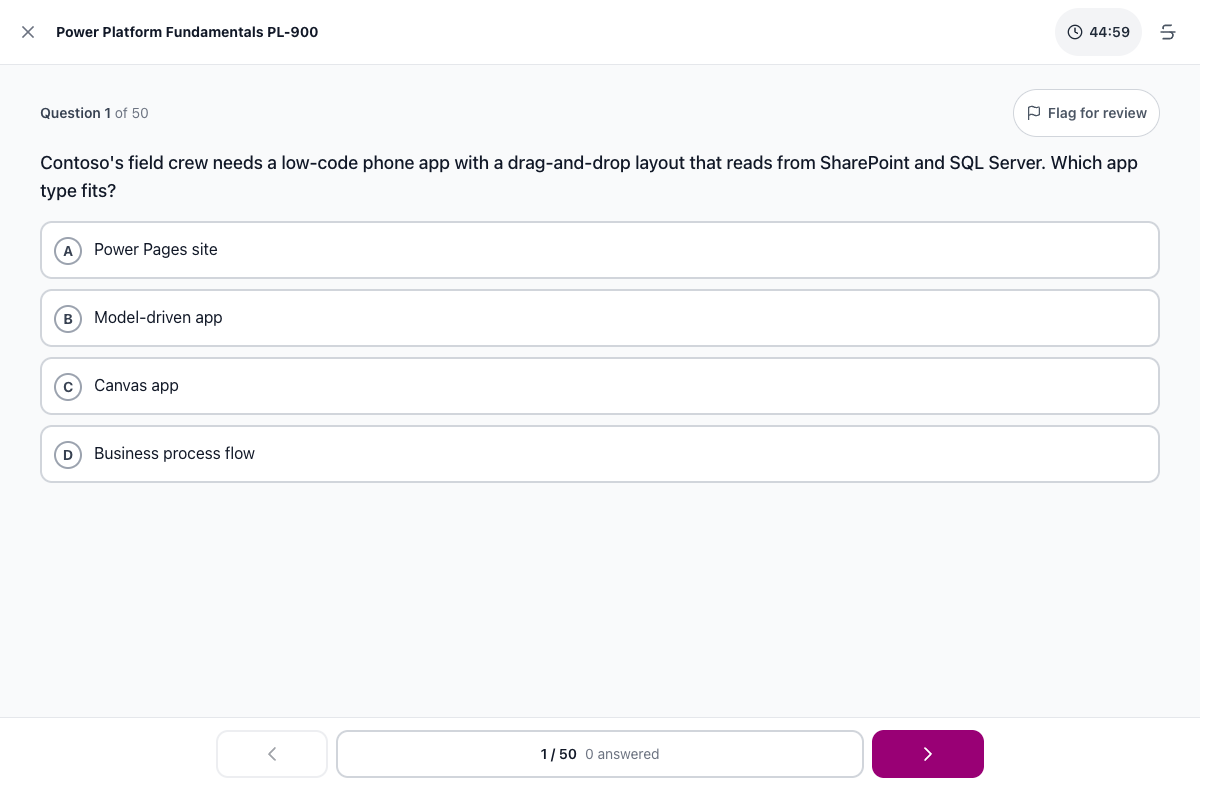 Power Platform Fundamentals PL-900
44:59
Question 1 of 50
Flag for review
Contoso's field crew needs a low-code phone app with a drag-and-drop layout that reads from SharePoint and SQL Server. Which app
type fits?
A Power Pages site
B Model-driven app
C Canvas app
D Business process flow
1 / 50 0 answered